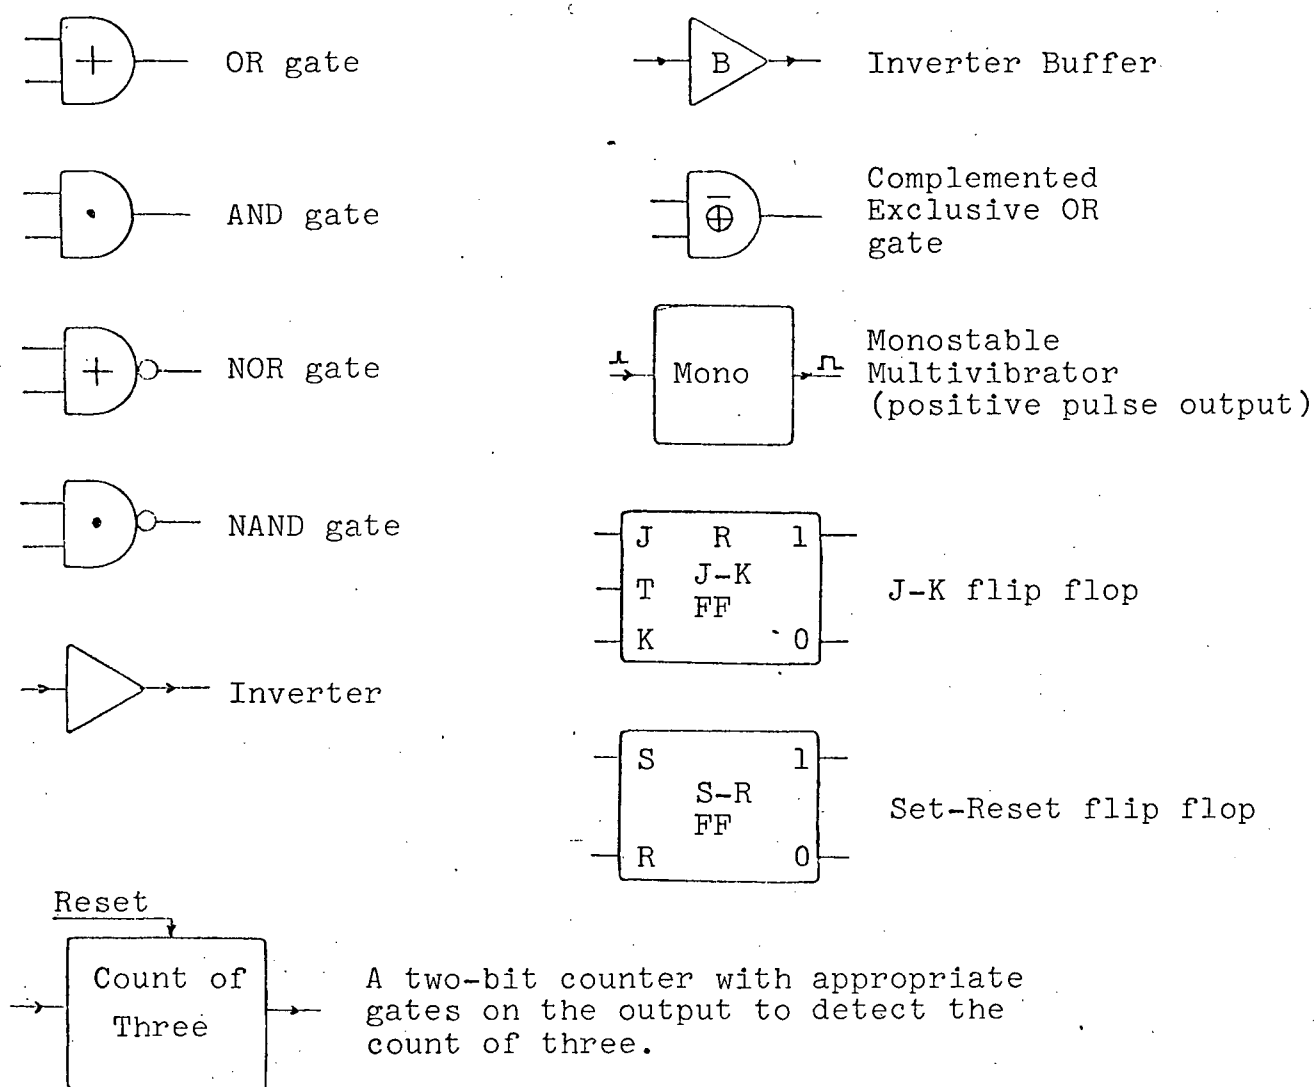 + OR gate
. AND gate
+ NOR gate
. NAND gate
Inverter
Reset
Count of
Three
B Inverter Buffer
⊕̅ Complemented
Exclusive OR
gate
Mono
Monostable
Multivibrator
(positive pulse output)
J R 1
J-K
T
FF
K 0
J-K flip flop
S 1
S-R
FF
R 0
Set-Reset flip flop
A two-bit counter with appropriate
gates on the output to detect the
count of three.